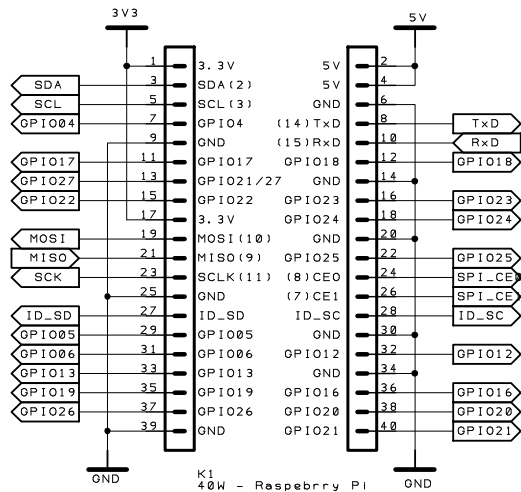 3V3 5V
1 3.3V 5V 2
SDA 3 SDA(2) 5V 4
SCL 5 SCL(3) GND 6
GPIO04 7 GPIO4 (14)TxD 8 TxD
9 GND (15)RxD 10 RxD
GPIO17 11 GPIO17 GPIO18 12 GPIO18
GPIO27 13 GPIO21/27 GND 14
GPIO22 15 GPIO22 GPIO23 16 GPIO23
17 3.3V GPIO24 18 GPIO24
MOSI 19 MOSI(10) GND 20
MISO 21 MISO(9) GPIO25 22 GPIO25
SCK 23 SCLK(11) (8)CE0 24 SPI_CE0
25 GND (7)CE1 26 SPI_CE
ID_SD 27 ID_SD ID_SC 28 ID_SC
GPIO05 29 GPIO05 GND 30
GPIO06 31 GPIO06 GPIO12 32 GPIO12
GPIO13 33 GPIO13 GND 34
GPIO19 35 GPIO19 GPIO16 36 GPIO16
GPIO26 37 GPIO26 GPIO20 38 GPIO20
39 GND GPIO21 40 GPIO21
GND GND
K1
40W - Raspebrry Pi